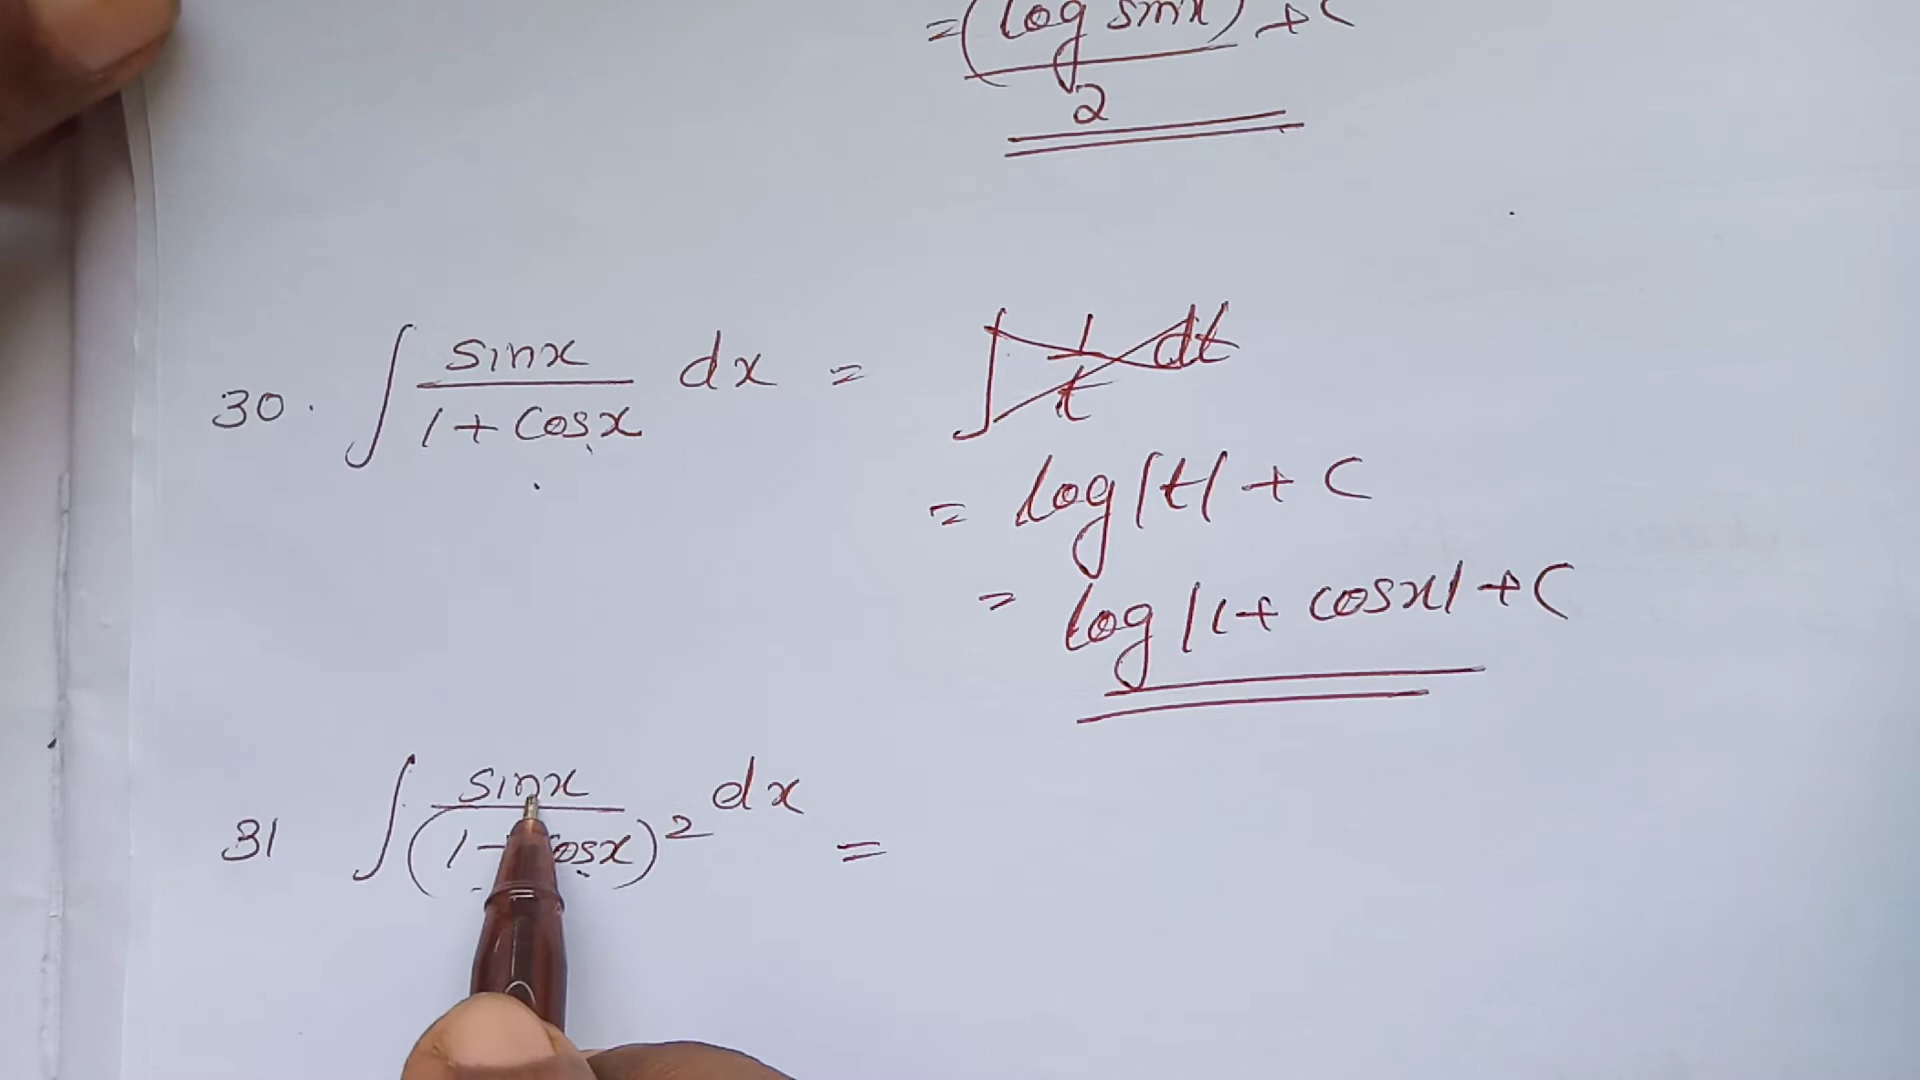 = (log sinx) + C
2
30. ∫ sinx / 1 + cosx dx = ∫ 1/t dt
= log |t| + C
= log |1 + cosx| + C
31 ∫ sinx / (1 - cosx)² dx =